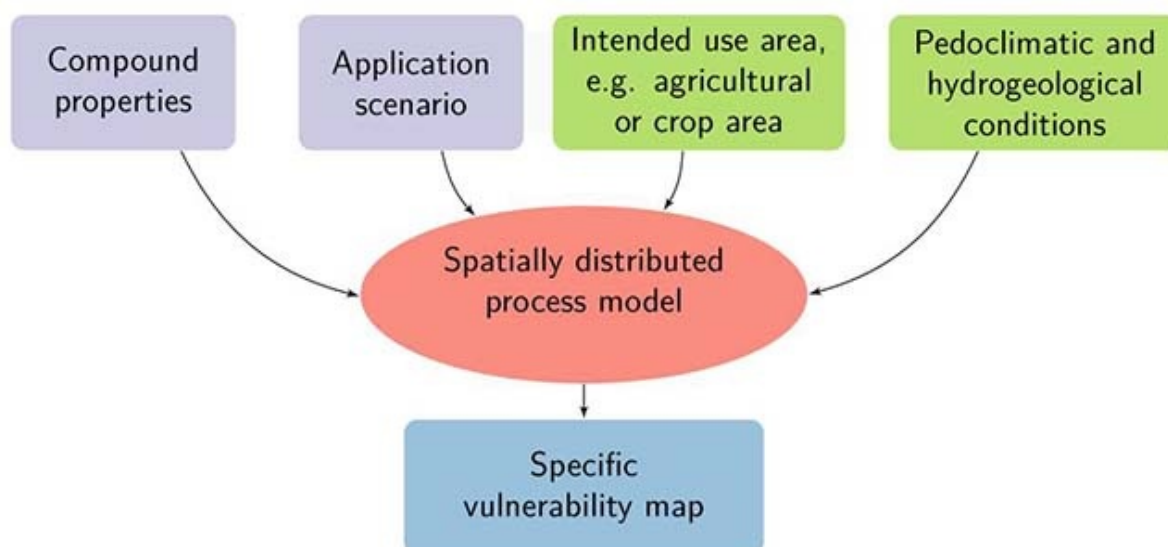 Compound
properties
Application
scenario
Intended use area,
e.g. agricultural
or crop area
Pedoclimatic and
hydrogeological
conditions
Spatially distributed
process model
Specific
vulnerability map